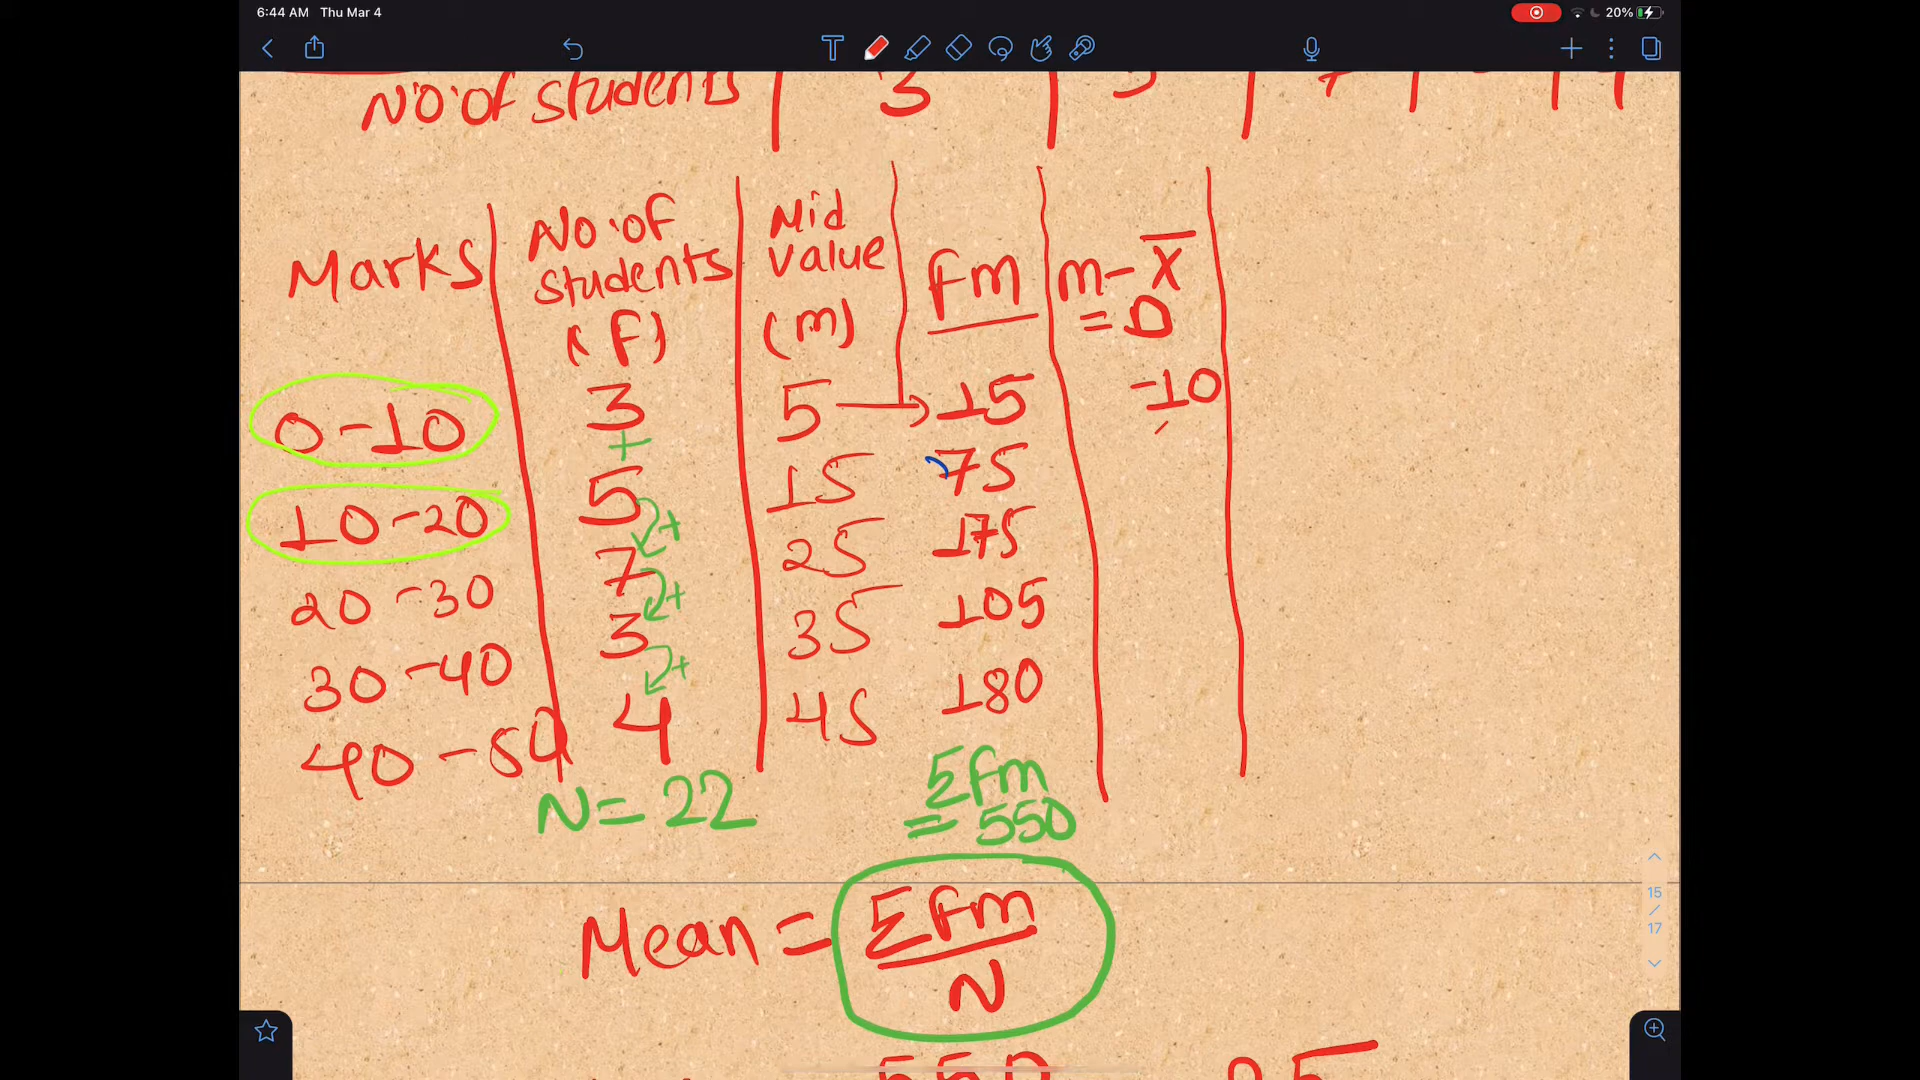 6:44 AM Thu Mar 4
20%
No of students | 3
Marks | No of students (F) | Mid value (m) | Fm | m - X̅ = D
0-10 | 3 | 5 → 15 | -10
+
10-20 | 5 | 15 | 75
+
20-30 | 7 | 25 | 175
+
30-40 | 3 | 35 | 105
+
40-50 | 4 | 45 | 180
N = 22 | Σfm = 550
Mean = Σfm / N
15 / 17